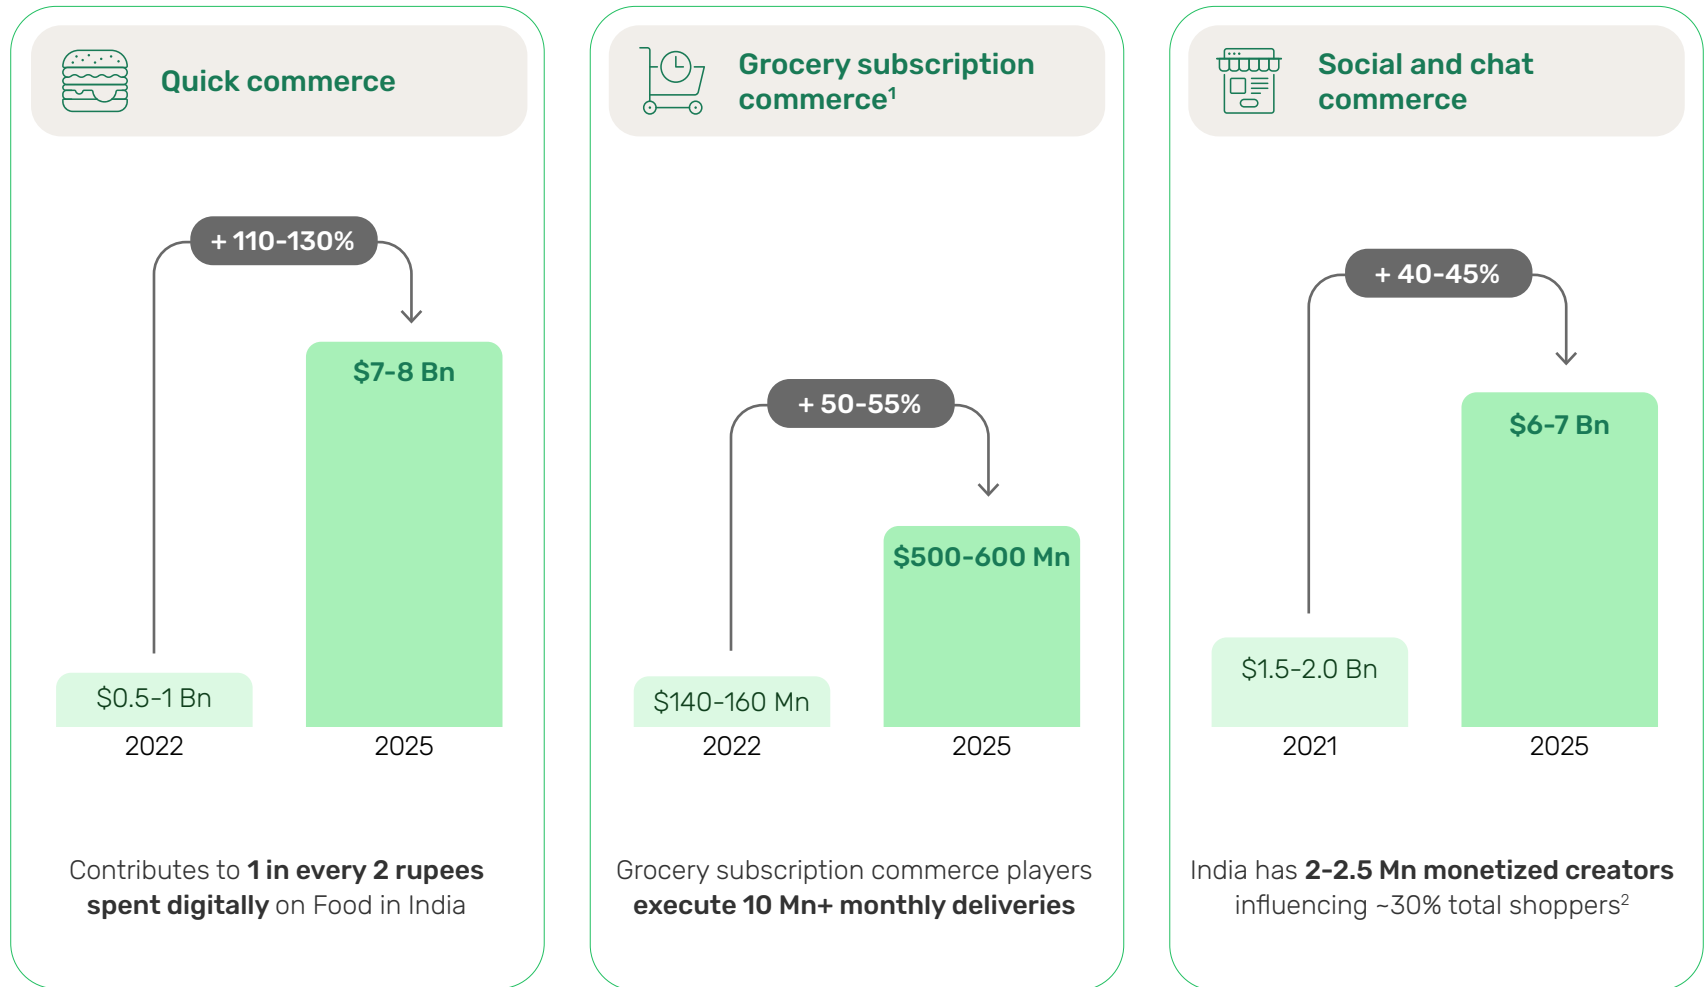 Quick commerce
+ 110-130%
$7-8 Bn
$0.5-1 Bn
2022
2025
Contributes to 1 in every 2 rupees
spent digitally on Food in India
Grocery subscription
commerce¹
+ 50-55%
$500-600 Mn
$140-160 Mn
2022
2025
Grocery subscription commerce players
execute 10 Mn+ monthly deliveries
Social and chat
commerce
+ 40-45%
$6-7 Bn
$1.5-2.0 Bn
2021
2025
India has 2-2.5 Mn monetized creators
influencing ~30% total shoppers²